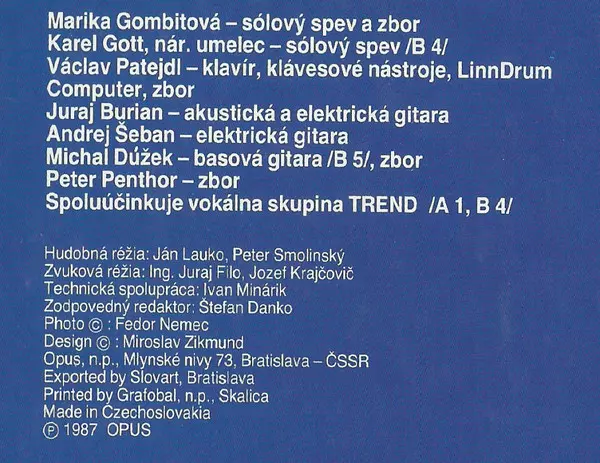 Marika Gombitová – sólový spev a zbor
Karel Gott, nár. umelec – sólový spev /B 4/
Václav Patejdl – klavír, klávesové nástroje, LinnDrum
Computer, zbor
Juraj Burian – akustická a elektrická gitara
Andrej Šeban – elektrická gitara
Michal Dúžek – basová gitara /B 5/, zbor
Peter Penthor – zbor
Spoluúčinkuje vokálna skupina TREND /A 1, B 4/
Hudobná réžia: Ján Lauko, Peter Smolinský
Zvuková réžia: Ing. Juraj Filo, Jozef Krajčovič
Technická spolupráca: Ivan Minárik
Zodpovedný redaktor: Štefan Danko
Photo © : Fedor Nemec
Design © : Miroslav Zikmund
Opus, n.p., Mlynské nivy 73, Bratislava – ČSSR
Exported by Slovart, Bratislava
Printed by Grafobal, n.p., Skalica
Made in Czechoslovakia
℗ 1987 OPUS